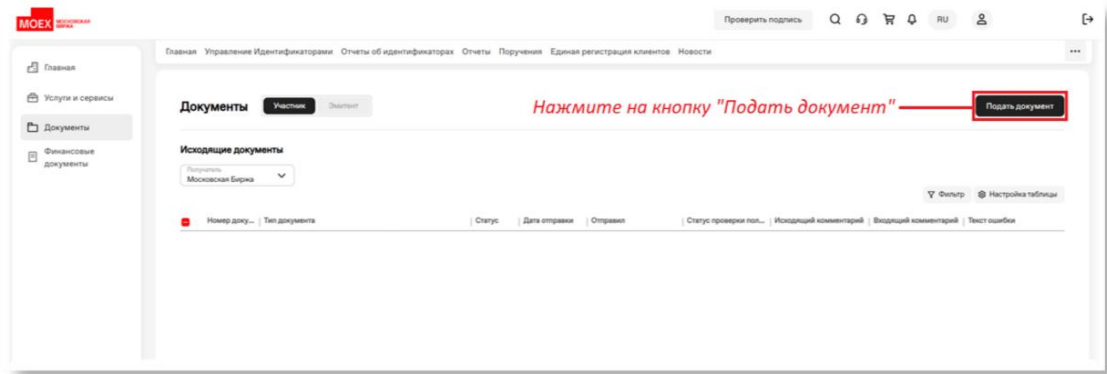 MOEX МОСКОВСКАЯ БИРЖА
Проверить подпись
RU
Главная Управление Идентификаторами Отчеты об идентификаторах Отчеты Поручения Единая регистрация клиентов Новости
Главная
Услуги и сервисы
Документы
Финансовые
документы
Документы Участник Эмитент
Нажмите на кнопку "Подать документ"
Подать документ
Исходящие документы
Получатель
Московская Биржа
Фильтр Настройка таблицы
Номер доку... Тип документа Статус Дата отправки Отправил Статус проверки пол... Исходящий комментарий Входящий комментарий Текст ошибки